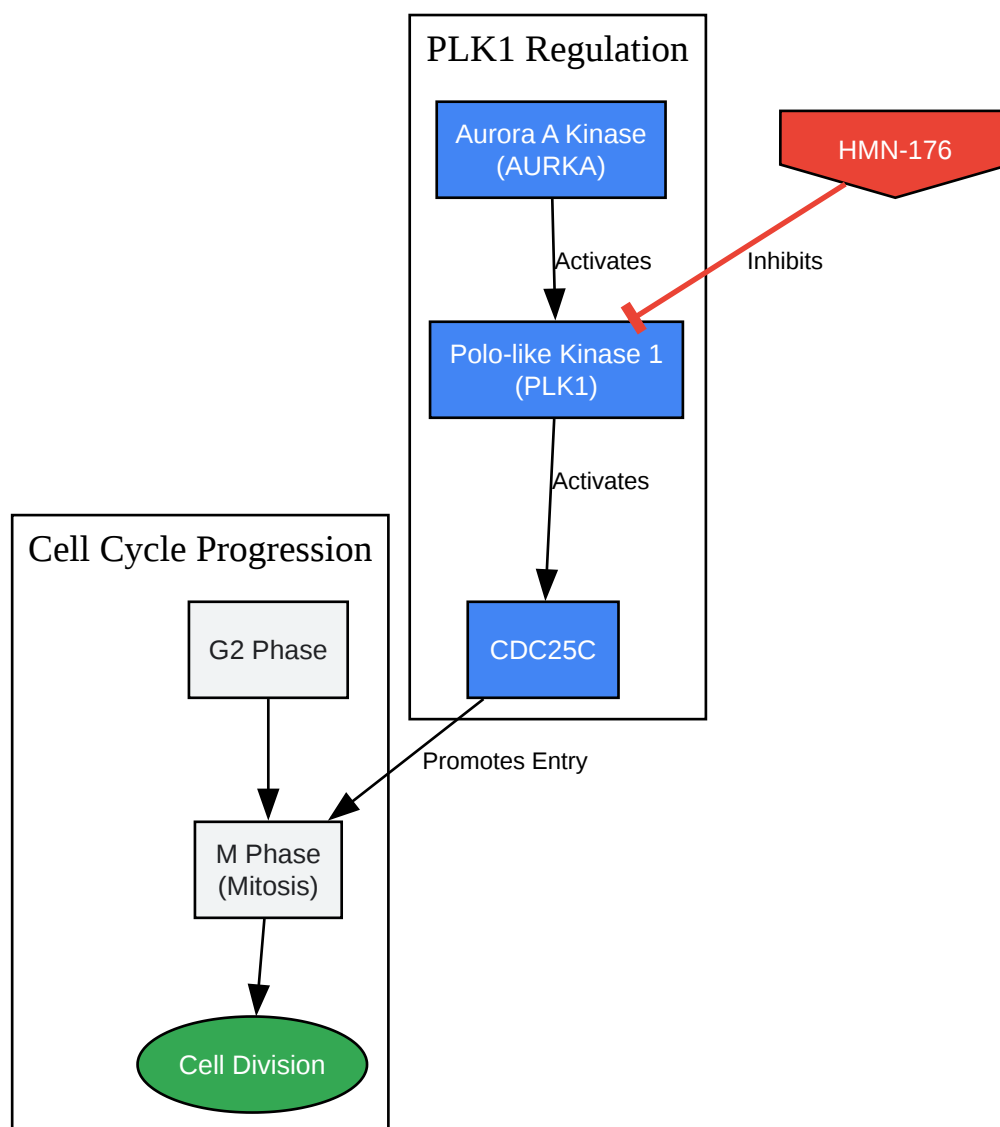 PLK1 Regulation
Aurora A Kinase
(AURKA)
HMN-176
Activates
Inhibits
Polo-like Kinase 1
(PLK1)
Activates
Cell Cycle Progression
G2 Phase
CDC25C
Promotes Entry
M Phase
(Mitosis)
Cell Division